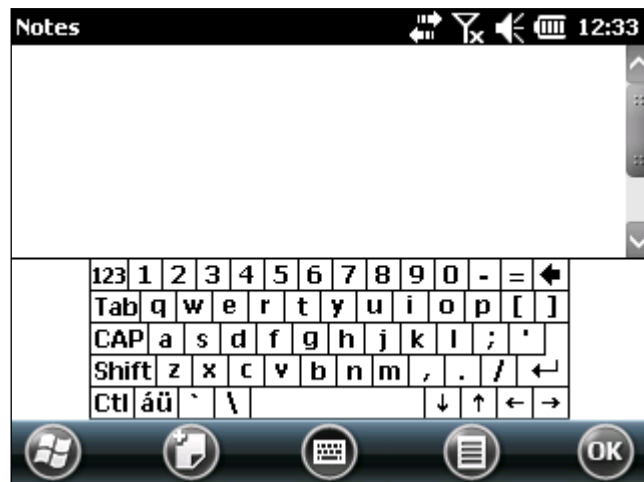 Notes 12:33
123 1 2 3 4 5 6 7 8 9 0 - = 🡸
Tab q w e r t y u i o p [ ]
CAP a s d f g h j k l ; '
Shift z x c v b n m , . / ↵
Ctl áü ` \ ↓ ↑ ← →
OK